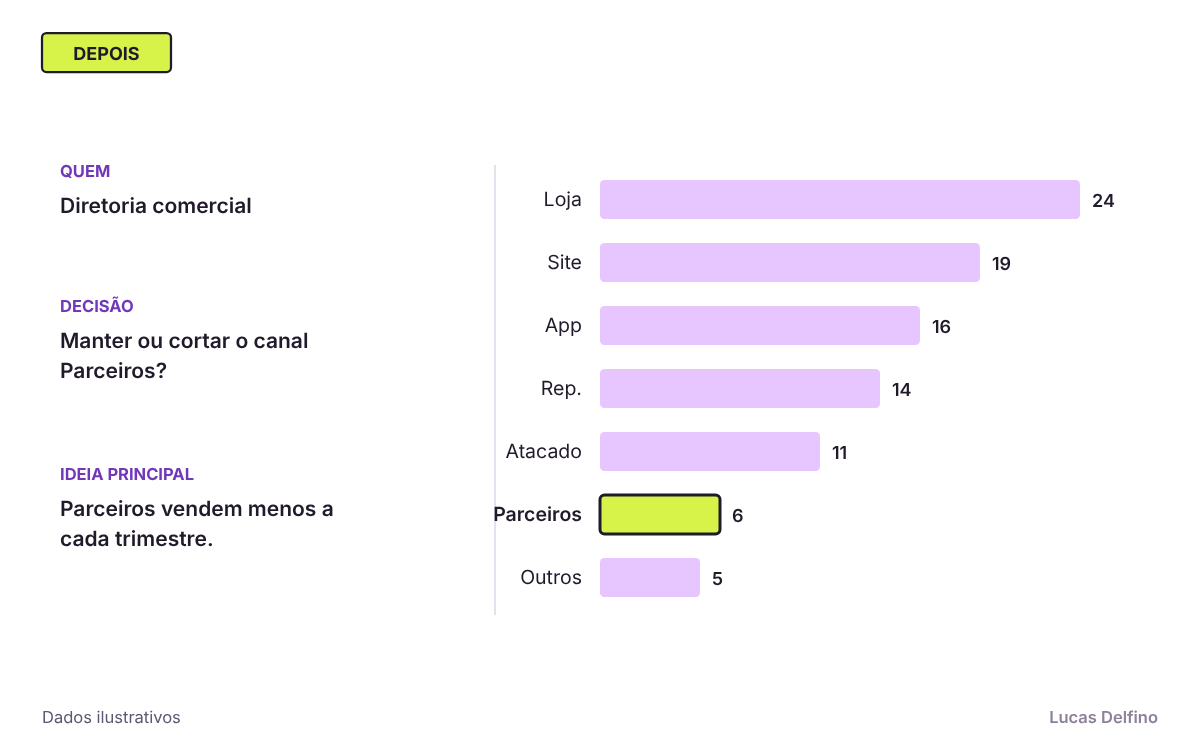 DEPOIS
QUEM
Diretoria comercial
DECISÃO
Manter ou cortar o canal
Parceiros?
IDEIA PRINCIPAL
Parceiros vendem menos a
cada trimestre.
Loja 24
Site 19
App 16
Rep. 14
Atacado 11
Parceiros 6
Outros 5
Dados ilustrativos
Lucas Delfino